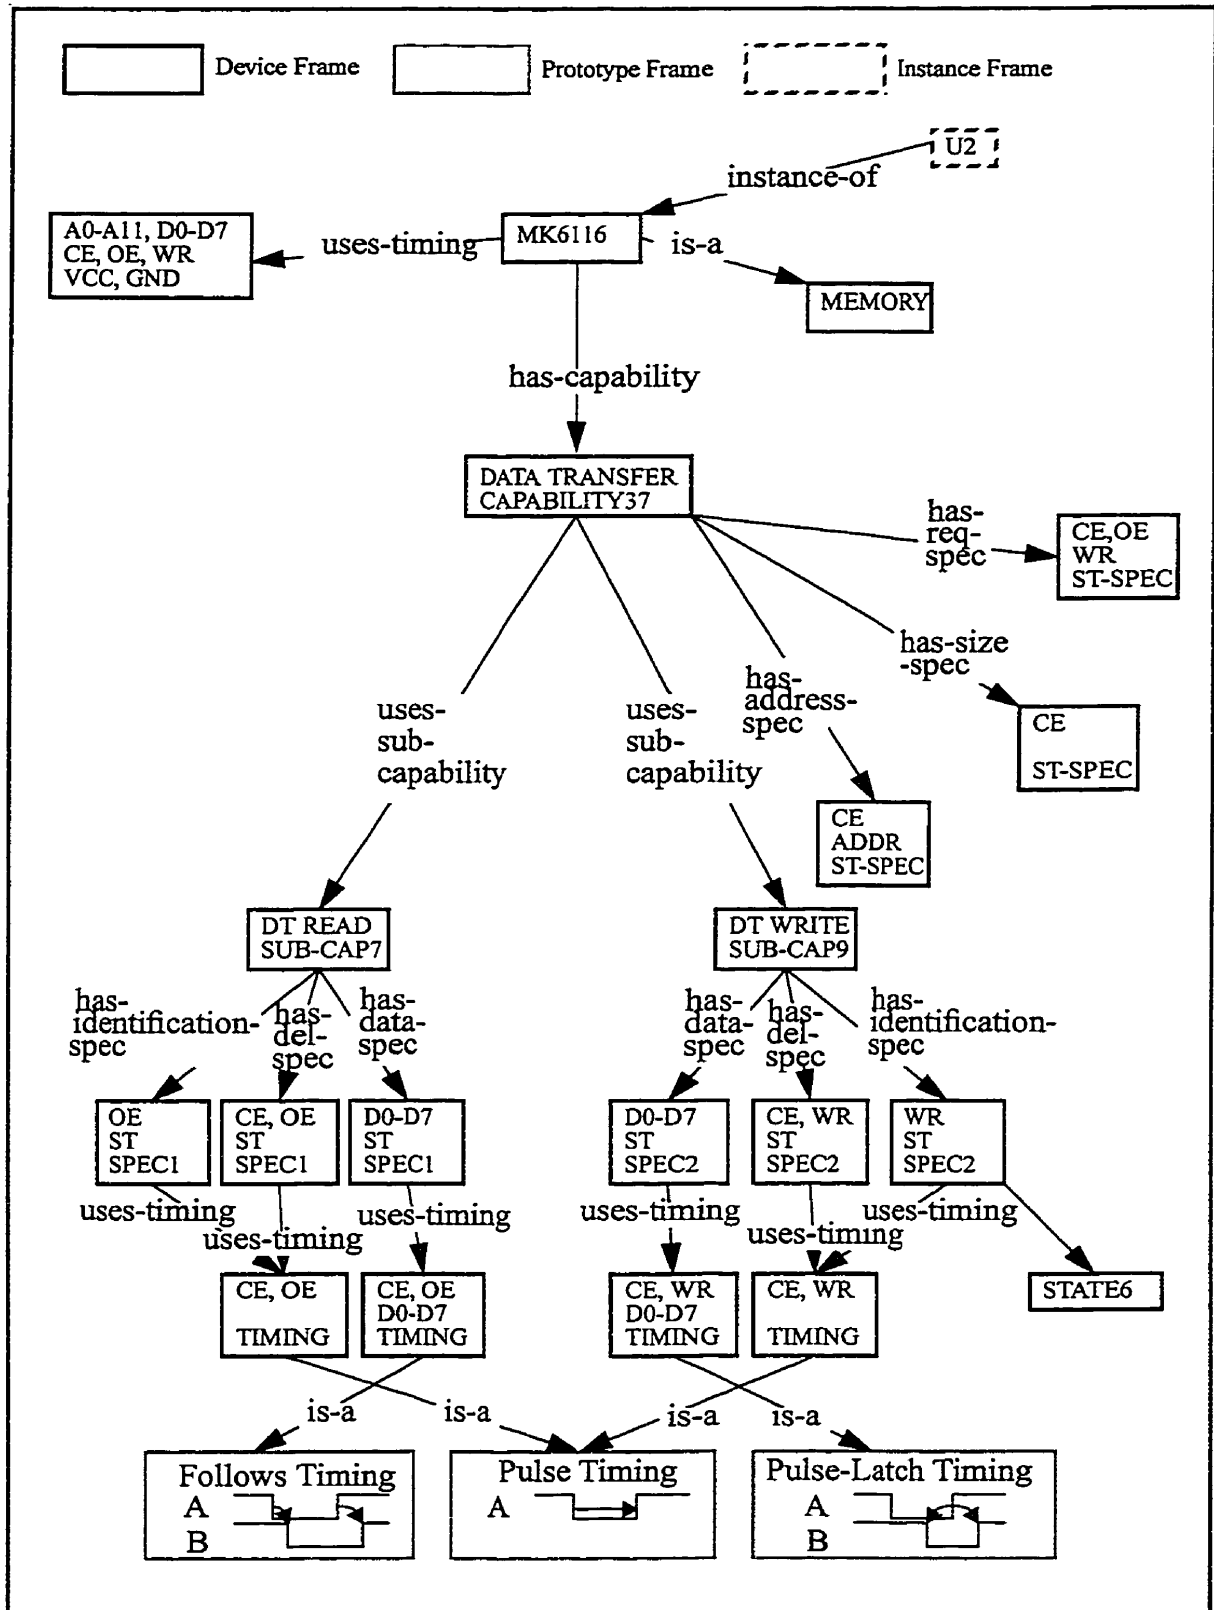 Device Frame
Prototype Frame
Instance Frame
U2
instance-of
A0-A11, D0-D7
CE, OE, WR
VCC, GND
uses-timing
MK6116
is-a
MEMORY
has-capability
DATA TRANSFER
CAPABILITY37
has-
req-
spec
CE,OE
WR
ST-SPEC
has-size
-spec
CE
ST-SPEC
has-
address-
spec
CE
ADDR
ST-SPEC
uses-
sub-
capability
uses-
sub-
capability
DT READ
SUB-CAP7
DT WRITE
SUB-CAP9
has-
identification-
spec
has-
del-
spec
has-
data-
spec
has-
data-
spec
has-
del-
spec
has-
identification-
spec
OE
ST
SPEC1
CE, OE
ST
SPEC1
D0-D7
ST
SPEC1
D0-D7
ST
SPEC2
CE, WR
ST
SPEC2
WR
ST
SPEC2
uses-timing
uses-timing
uses-timing
uses-timing
uses-timing
uses-timing
CE, OE
TIMING
CE, OE
D0-D7
TIMING
CE, WR
D0-D7
TIMING
CE, WR
TIMING
STATE6
is-a
is-a
is-a
is-a
Follows Timing
A
B
Pulse Timing
A
Pulse-Latch Timing
A
B